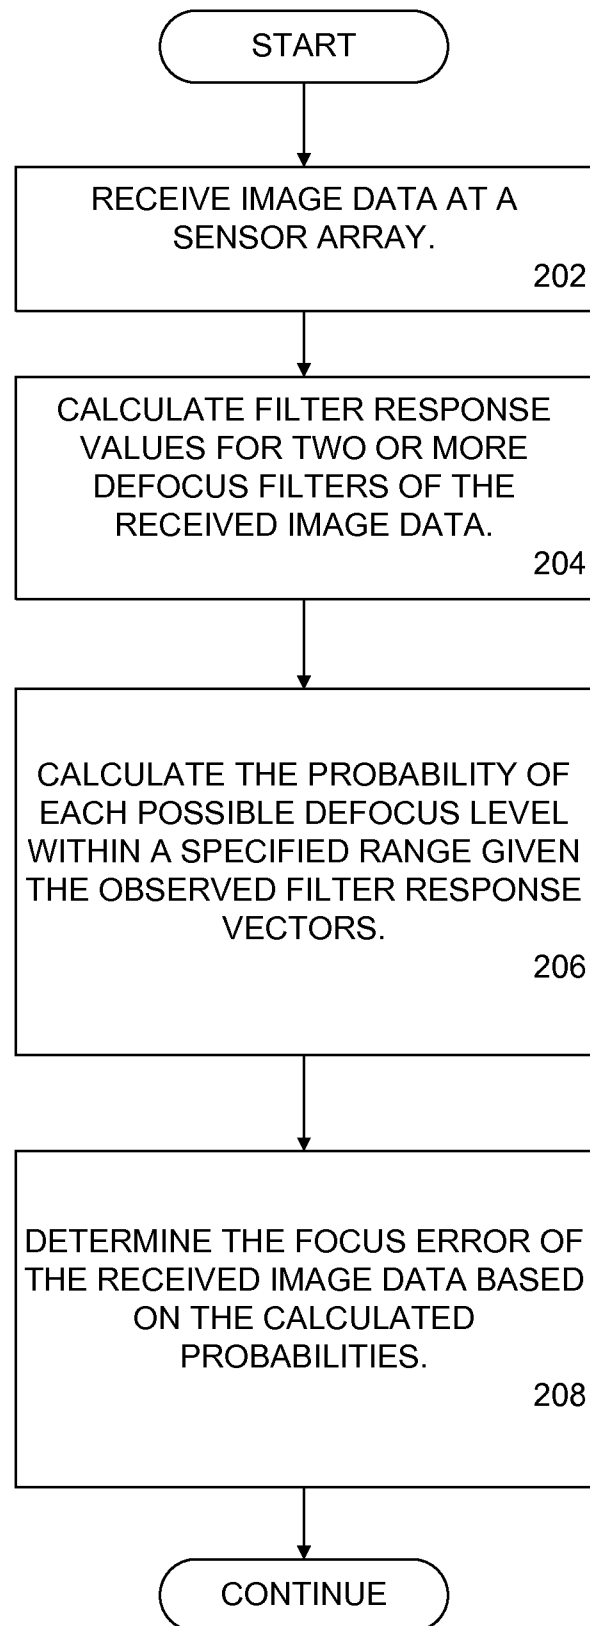 START
RECEIVE IMAGE DATA AT A
SENSOR ARRAY.
202
CALCULATE FILTER RESPONSE
VALUES FOR TWO OR MORE
DEFOCUS FILTERS OF THE
RECEIVED IMAGE DATA.
204
CALCULATE THE PROBABILITY OF
EACH POSSIBLE DEFOCUS LEVEL
WITHIN A SPECIFIED RANGE GIVEN
THE OBSERVED FILTER RESPONSE
VECTORS.
206
DETERMINE THE FOCUS ERROR OF
THE RECEIVED IMAGE DATA BASED
ON THE CALCULATED
PROBABILITIES.
208
CONTINUE